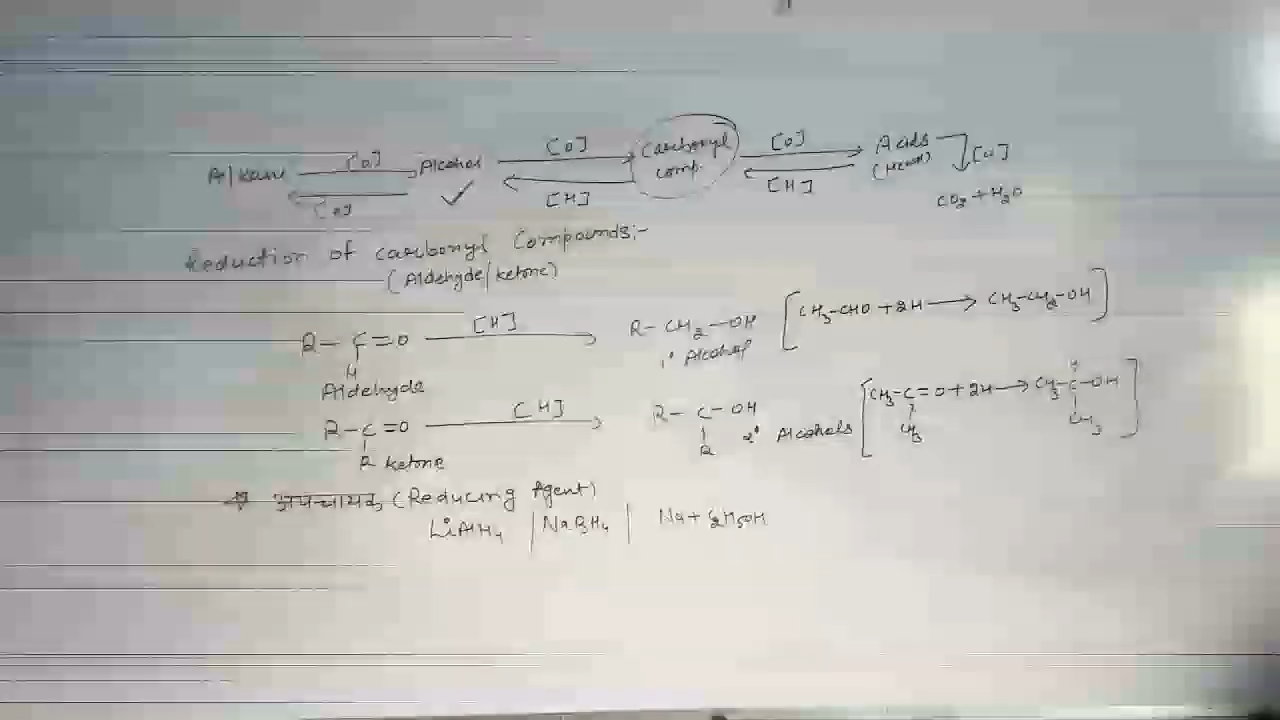 Alkane [O] Alcohol [O] Carbonyl comp. [O] Acids [O]
[O] [H] [H] CO2 + H2O
Reduction of carbonyl Compounds:-
(Aldehyde/ketone)
R-C=O [H] R-CH2-OH [CH3-CHO + 2H → CH3-CH2-OH]
H 1° Alcohol
Aldehyde
R-C=O [H] R-C-OH 2° Alcohols [CH3-C=O + 2H → CH3-C-OH]
R ketone R CH3 H CH3
अपचायक (Reducing Agent)
LiAlH4 | NaBH4 | Na + C2H5OH